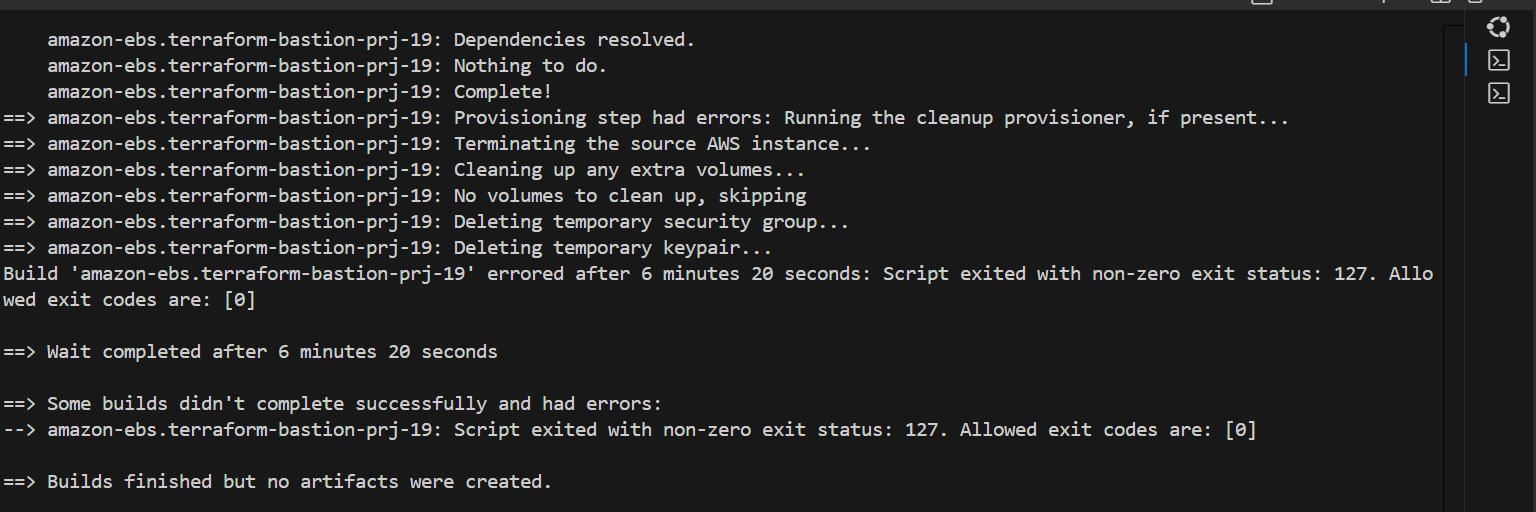 amazon-ebs.terraform-bastion-prj-19: Dependencies resolved.
amazon-ebs.terraform-bastion-prj-19: Nothing to do.
amazon-ebs.terraform-bastion-prj-19: Complete!
==> amazon-ebs.terraform-bastion-prj-19: Provisioning step had errors: Running the cleanup provisioner, if present...
==> amazon-ebs.terraform-bastion-prj-19: Terminating the source AWS instance...
==> amazon-ebs.terraform-bastion-prj-19: Cleaning up any extra volumes...
==> amazon-ebs.terraform-bastion-prj-19: No volumes to clean up, skipping
==> amazon-ebs.terraform-bastion-prj-19: Deleting temporary security group...
==> amazon-ebs.terraform-bastion-prj-19: Deleting temporary keypair...
Build 'amazon-ebs.terraform-bastion-prj-19' errored after 6 minutes 20 seconds: Script exited with non-zero exit status: 127. Allo
wed exit codes are: [0]
==> Wait completed after 6 minutes 20 seconds
==> Some builds didn't complete successfully and had errors:
--> amazon-ebs.terraform-bastion-prj-19: Script exited with non-zero exit status: 127. Allowed exit codes are: [0]
==> Builds finished but no artifacts were created.